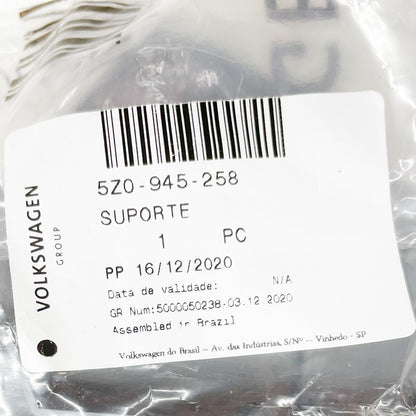 VOLKSWAGEN
GROUP
5Z0-945-258
SUPORTE
1 PC
PP 16/12/2020
Data de validade: N/A
GR Num:5000050238-03.12.2020
Assembled in Brazil
Volkswagen do Brasil -- Av. das Indústrias, S/Nº -- Vinhedo - SP